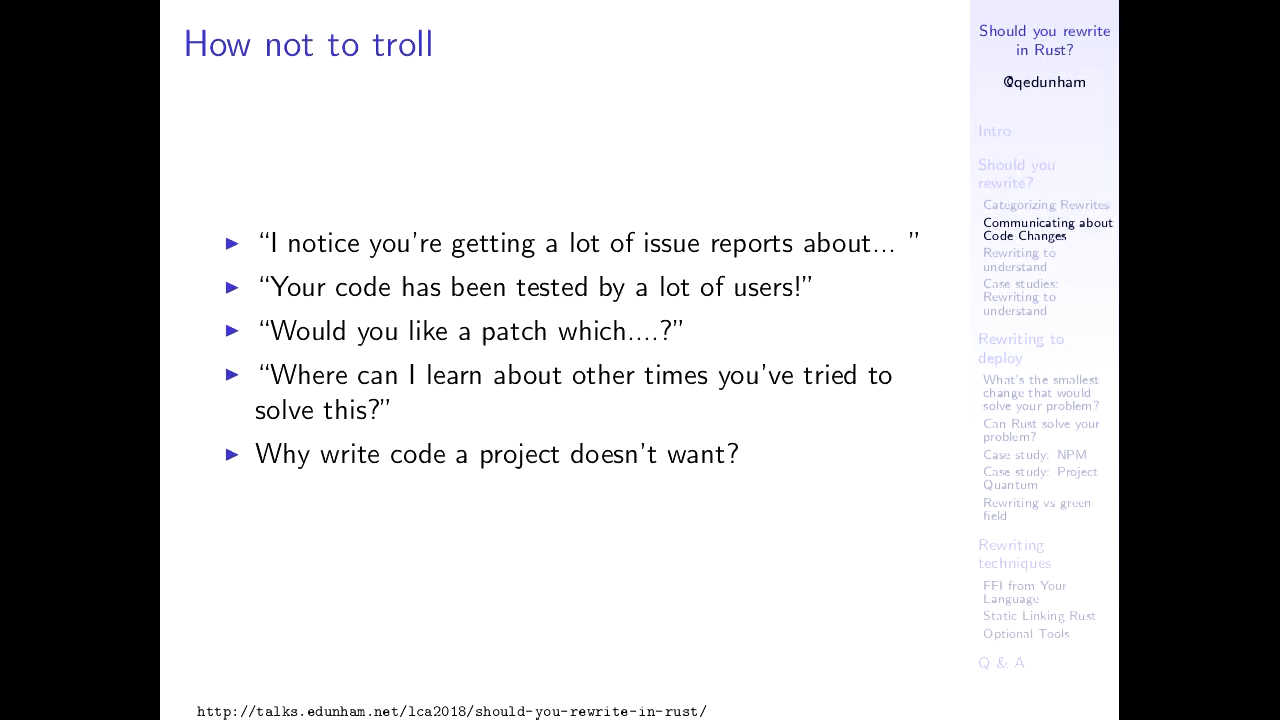 How not to troll
“I notice you’re getting a lot of issue reports about... ”
“Your code has been tested by a lot of users!”
“Would you like a patch which....?”
“Where can I learn about other times you’ve tried to
solve this?”
Why write code a project doesn’t want?
http://talks.edunham.net/lca2018/should-you-rewrite-in-rust/
Should you rewrite
in Rust?
@qedunham
Intro
Should you
rewrite?
Categorizing Rewrites
Communicating about
Code Changes
Rewriting to
understand
Case studies:
Rewriting to
understand
Rewriting to
deploy
What’s the smallest
change that would
solve your problem?
Can Rust solve your
problem?
Case study: NPM
Case study: Project
Quantum
Rewriting vs green
field
Rewriting
techniques
FFI from Your
Language
Static Linking Rust
Optional Tools
Q & A